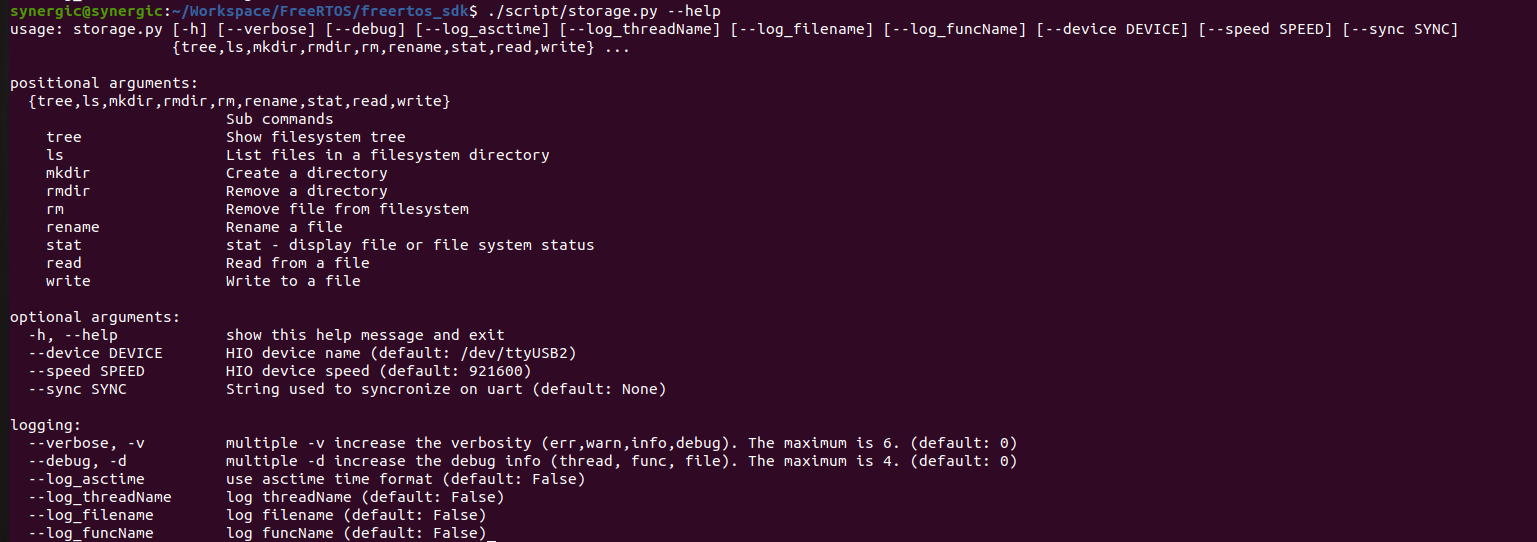 synergic@synergic:~/Workspace/FreeRTOS/freertos_sdk$ ./script/storage.py --help
usage: storage.py [-h] [--verbose] [--debug] [--log_asctime] [--log_threadName] [--log_filename] [--log_funcName] [--device DEVICE] [--speed SPEED] [--sync SYNC]
                  {tree,ls,mkdir,rmdir,rm,rename,stat,read,write} ...

positional arguments:
  {tree,ls,mkdir,rmdir,rm,rename,stat,read,write}
                        Sub commands
    tree                Show filesystem tree
    ls                  List files in a filesystem directory
    mkdir               Create a directory
    rmdir               Remove a directory
    rm                  Remove file from filesystem
    rename              Rename a file
    stat                stat - display file or file system status
    read                Read from a file
    write               Write to a file

optional arguments:
  -h, --help            show this help message and exit
  --device DEVICE       HIO device name (default: /dev/ttyUSB2)
  --speed SPEED         HIO device speed (default: 921600)
  --sync SYNC           String used to syncronize on uart (default: None)

logging:
  --verbose, -v         multiple -v increase the verbosity (err,warn,info,debug). The maximum is 6. (default: 0)
  --debug, -d           multiple -d increase the debug info (thread, func, file). The maximum is 4. (default: 0)
  --log_asctime         use asctime time format (default: False)
  --log_threadName      log threadName (default: False)
  --log_filename        log filename (default: False)
  --log_funcName        log funcName (default: False)